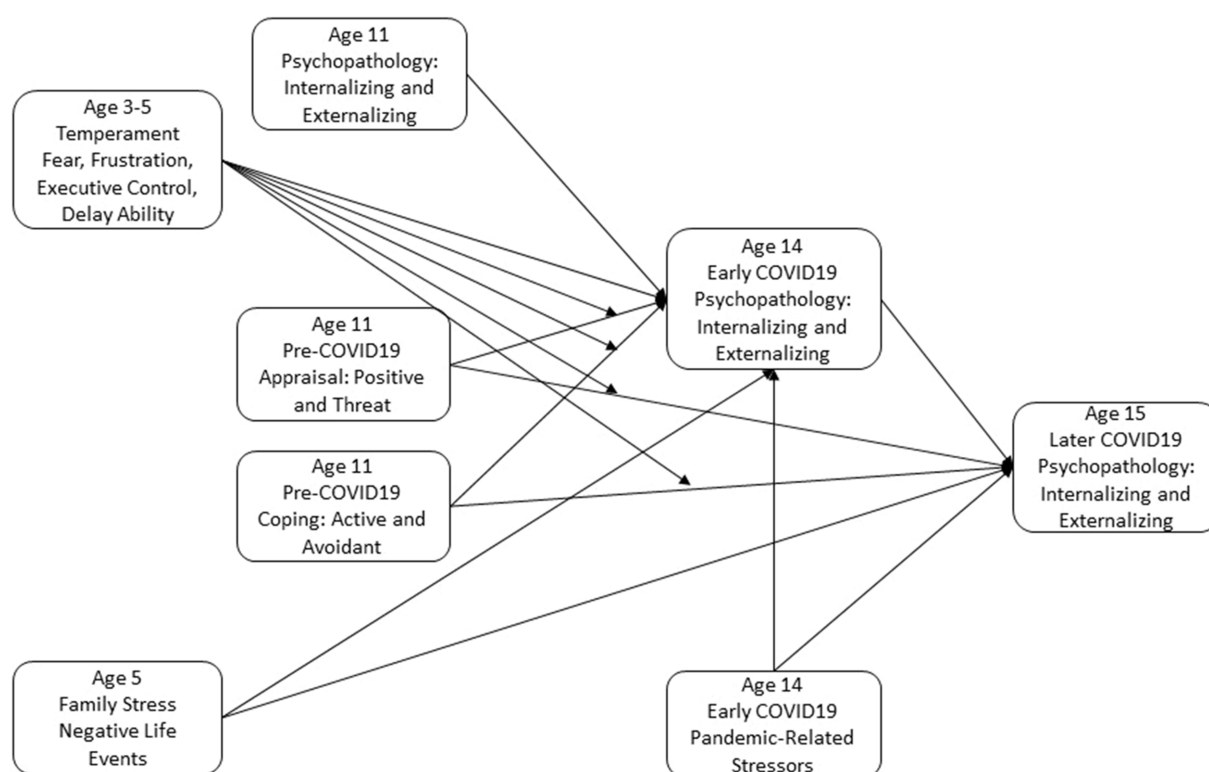 Age 11
Psychopathology:
Internalizing and
Externalizing
Age 3-5
Temperament
Fear, Frustration,
Executive Control,
Delay Ability
Age 14
Early COVID19
Psychopathology:
Internalizing and
Externalizing
Age 11
Pre-COVID19
Appraisal: Positive
and Threat
Age 15
Later COVID19
Psychopathology:
Internalizing and
Externalizing
Age 11
Pre-COVID19
Coping: Active and
Avoidant
Age 5
Family Stress
Negative Life
Events
Age 14
Early COVID19
Pandemic-Related
Stressors